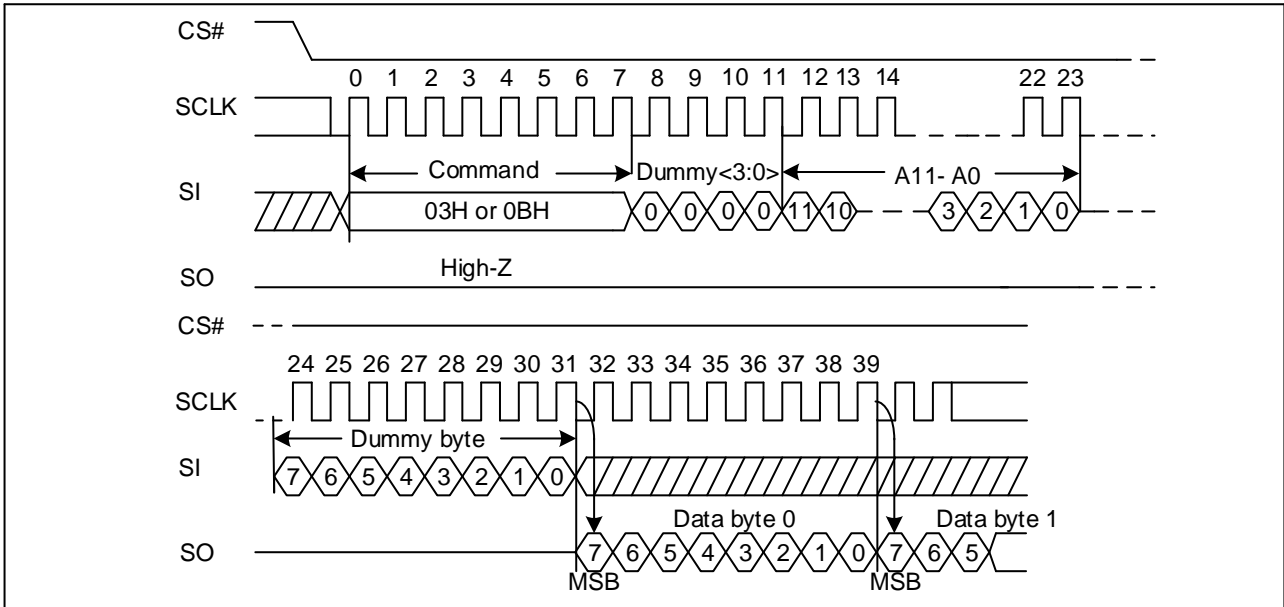 CS#
0 1 2 3 4 5 6 7 8 9 10 11 12 13 14 22 23
SCLK
Command Dummy<3:0> A11- A0
SI
03H or 0BH 0 0 0 0 11 10 3 2 1 0
High-Z
SO
CS#
24 25 26 27 28 29 30 31 32 33 34 35 36 37 38 39
SCLK
Dummy byte
SI
7 6 5 4 3 2 1 0
Data byte 0 Data byte 1
SO
7 6 5 4 3 2 1 0 7 6 5
MSB MSB